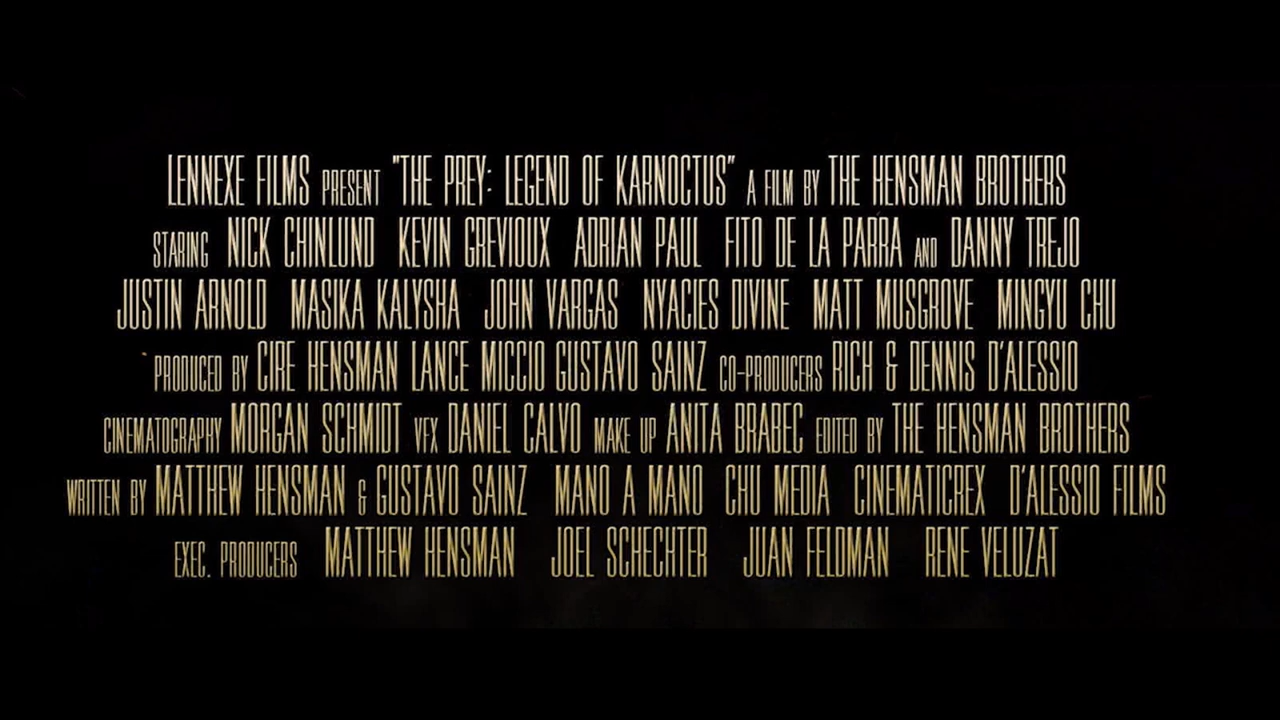 LENNEXE FILMS PRESENT "THE PREY: LEGEND OF KARNOCTUS" A FILM BY THE HENSMAN BROTHERS
STARING NICK CHINLUND KEVIN GREVIOUX ADRIAN PAUL FITO DE LA PARRA AND DANNY TREJO
JUSTIN ARNOLD MASIKA KALYSHA JOHN VARGAS NYACIES DIVINE MATT MUSGROVE MINGYU CHU
PRODUCED BY CIRE HENSMAN LANCE MICCIO GUSTAVO SAINZ CO-PRODUCERS RICH & DENNIS D'ALESSIO
CINEMATOGRAPHY MORGAN SCHMIDT VFX DANIEL CALVO MAKE UP ANITA BRABEC EDITED BY THE HENSMAN BROTHERS
WRITTEN BY MATTHEW HENSMAN & GUSTAVO SAINZ MANO A MANO CHU MEDIA CINEMATICREX D'ALESSIO FILMS
EXEC. PRODUCERS MATTHEW HENSMAN JOEL SCHECHTER JUAN FELDMAN RENE VELUZAT